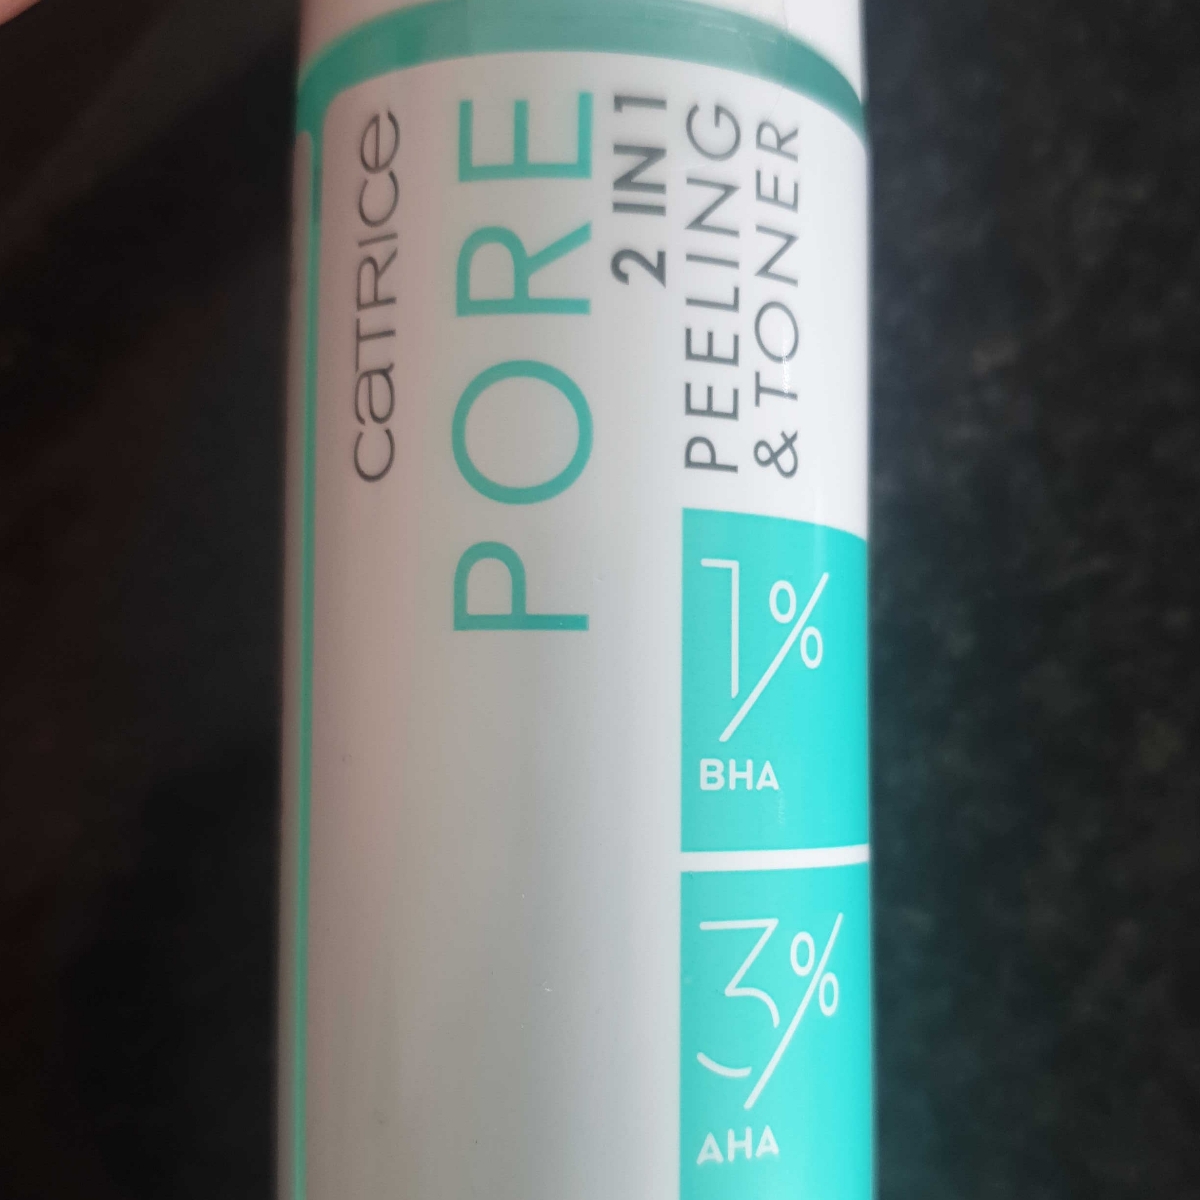 CATRICE
PORE
2 IN 1
PEELING
& TONER
1%
BHA
3%
AHA